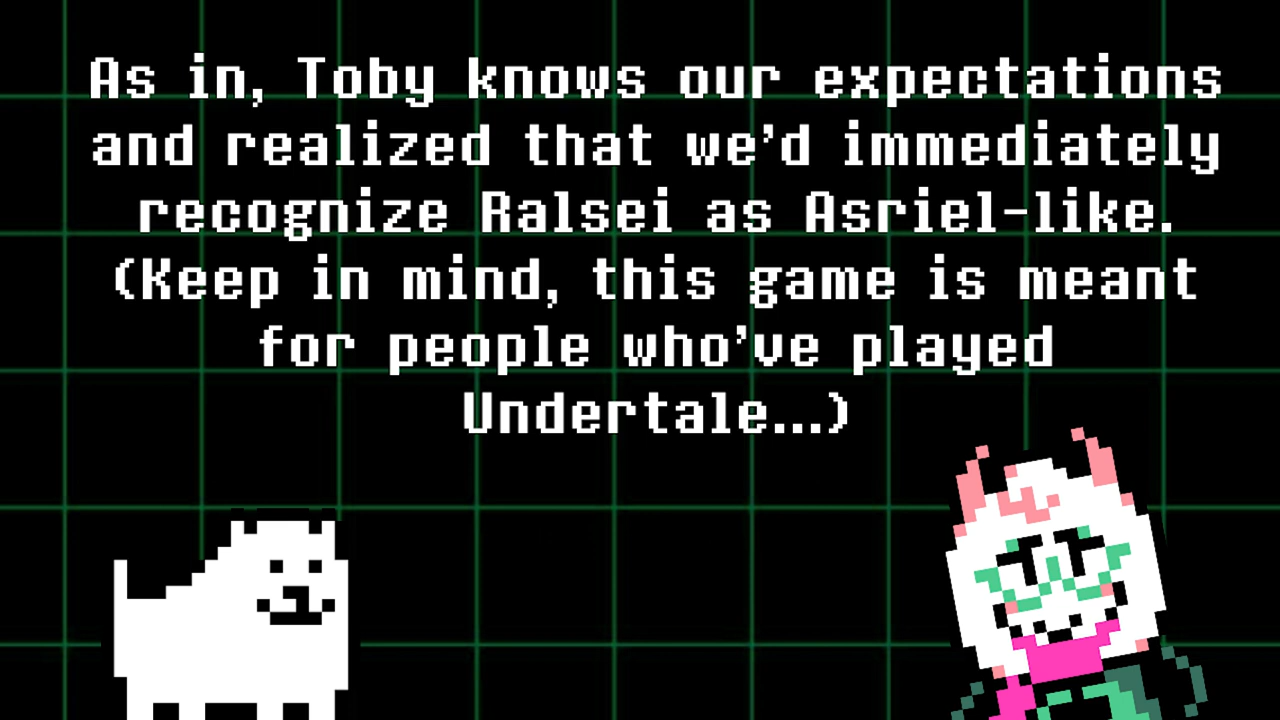 As in, Toby knows our expectations
and realized that we'd immediately
recognize Ralsei as Asriel-like.
(Keep in mind, this game is meant
for people who've played
Undertale...)